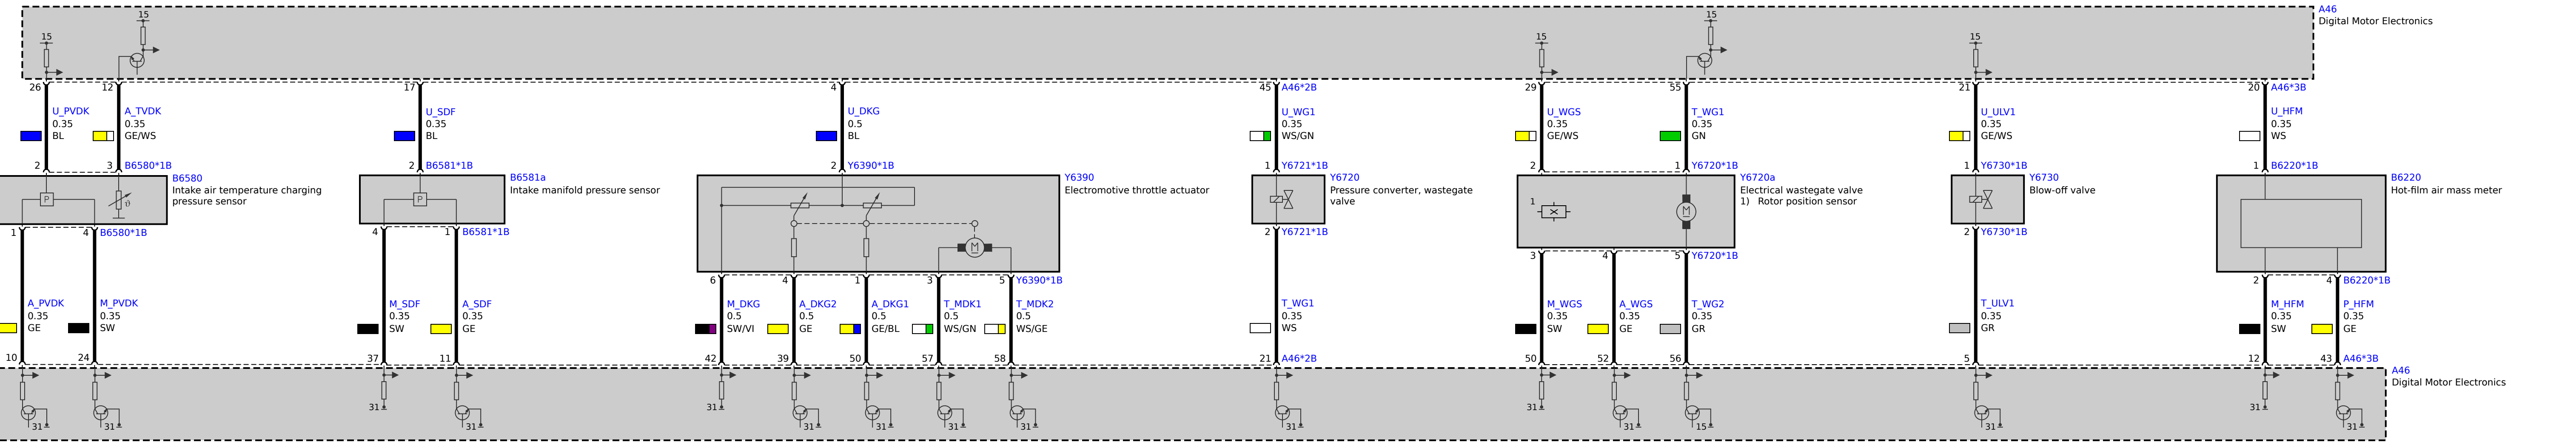 A46
Digital Motor Electronics
15
15
15
15
15
26
12
17
4
45
A46*2B
29
55
21
20
A46*3B
U_PVDK
0.35
BL
A_TVDK
0.35
GE/WS
U_SDF
0.35
BL
U_DKG
0.5
BL
U_WG1
0.35
WS/GN
U_WGS
0.35
GE/WS
T_WG1
0.35
GN
U_ULV1
0.35
GE/WS
U_HFM
0.35
WS
2
3
B6580*1B
2
B6581*1B
2
Y6390*1B
1
Y6721*1B
2
1
Y6720*1B
1
Y6730*1B
1
B6220*1B
P
ϑ
B6580
Intake air temperature charging
pressure sensor
P
B6581a
Intake manifold pressure sensor
M
Y6390
Electromotive throttle actuator
Y6720
Pressure converter, wastegate
valve
1
X
M
Y6720a
Electrical wastegate valve
1) Rotor position sensor
Y6730
Blow-off valve
B6220
Hot-film air mass meter
1
4
B6580*1B
4
1
B6581*1B
6
4
1
3
5
Y6390*1B
2
Y6721*1B
3
4
5
Y6720*1B
2
Y6730*1B
2
4
B6220*1B
A_PVDK
0.35
GE
M_PVDK
0.35
SW
M_SDF
0.35
SW
A_SDF
0.35
GE
M_DKG
0.5
SW/VI
A_DKG2
0.5
GE
A_DKG1
0.5
GE/BL
T_MDK1
0.5
WS/GN
T_MDK2
0.5
WS/GE
T_WG1
0.35
WS
M_WGS
0.35
SW
A_WGS
0.35
GE
T_WG2
0.35
GR
T_ULV1
0.35
GR
M_HFM
0.35
SW
P_HFM
0.35
GE
10
24
37
11
42
39
50
57
58
21
A46*2B
50
52
56
5
12
43
A46*3B
A46
Digital Motor Electronics
31
31
31
31
31
31
31
31
31
31
31
31
15
31
31
31